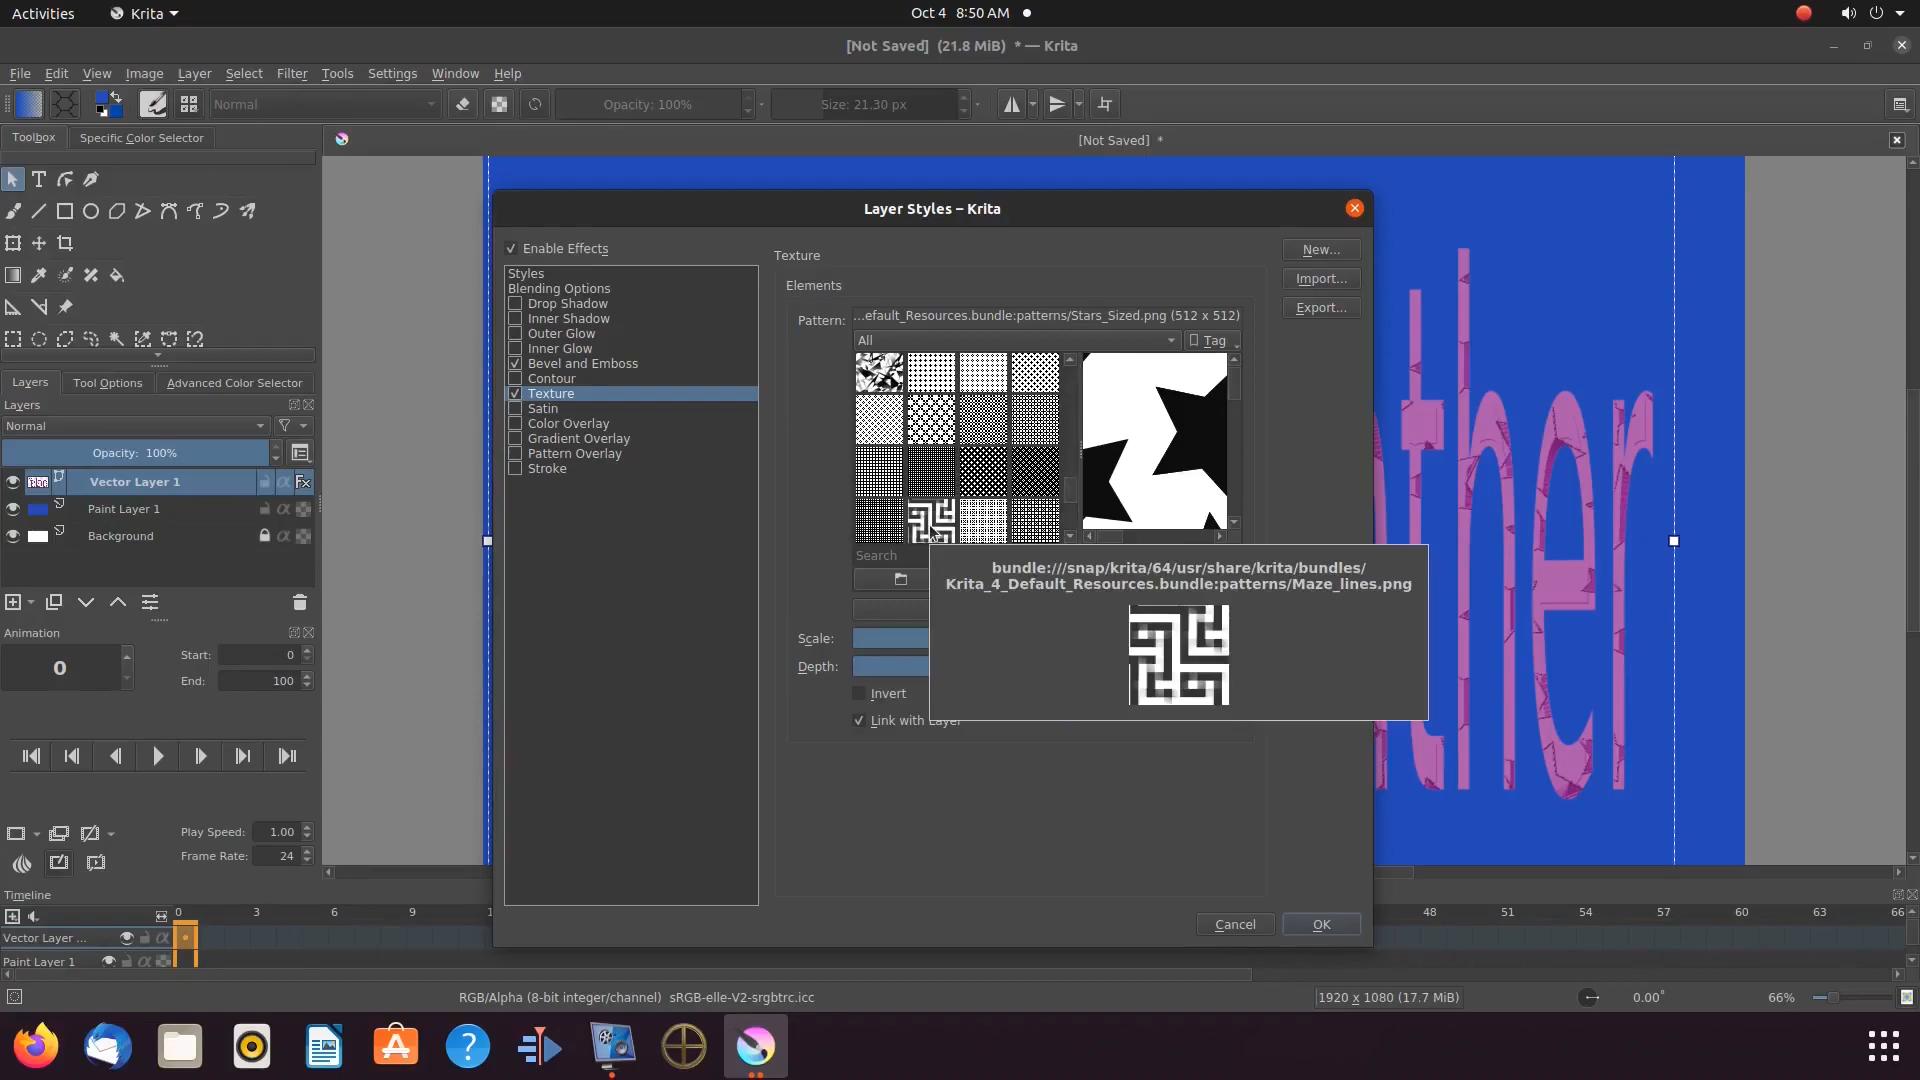 Activities
Krita
Oct 4 8:50 AM
[Not Saved] (21.8 MiB) * — Krita
File Edit View Image Layer Select Filter Tools Settings Window Help
Normal
Opacity: 100%
Size: 21.30 px
Toolbox
Specific Color Selector
[Not Saved] *
Layer Styles – Krita
Enable Effects
Styles
Blending Options
Drop Shadow
Inner Shadow
Outer Glow
Inner Glow
Bevel and Emboss
Contour
Texture
Satin
Color Overlay
Gradient Overlay
Pattern Overlay
Stroke
Texture
Elements
Pattern:
...efault_Resources.bundle:patterns/Stars_Sized.png (512 x 512)
All
Tag
Search
bundle:///snap/krita/64/usr/share/krita/bundles/
Krita_4_Default_Resources.bundle:patterns/Maze_lines.png
Scale:
Depth:
Invert
Link with Layer
New...
Import...
Export...
Cancel
OK
ther
Layers
Tool Options
Advanced Color Selector
Layers
Normal
Opacity: 100%
Vector Layer 1
Fx
Paint Layer 1
Background
Animation
0
Start: 0
End: 100
Play Speed: 1.00
Frame Rate: 24
Timeline
0 3 6 9 1 48 51 54 57 60 63 66
Vector Layer ...
Paint Layer 1
RGB/Alpha (8-bit integer/channel) sRGB-elle-V2-srgbtrc.icc
1920 x 1080 (17.7 MiB)
0.00°
66%